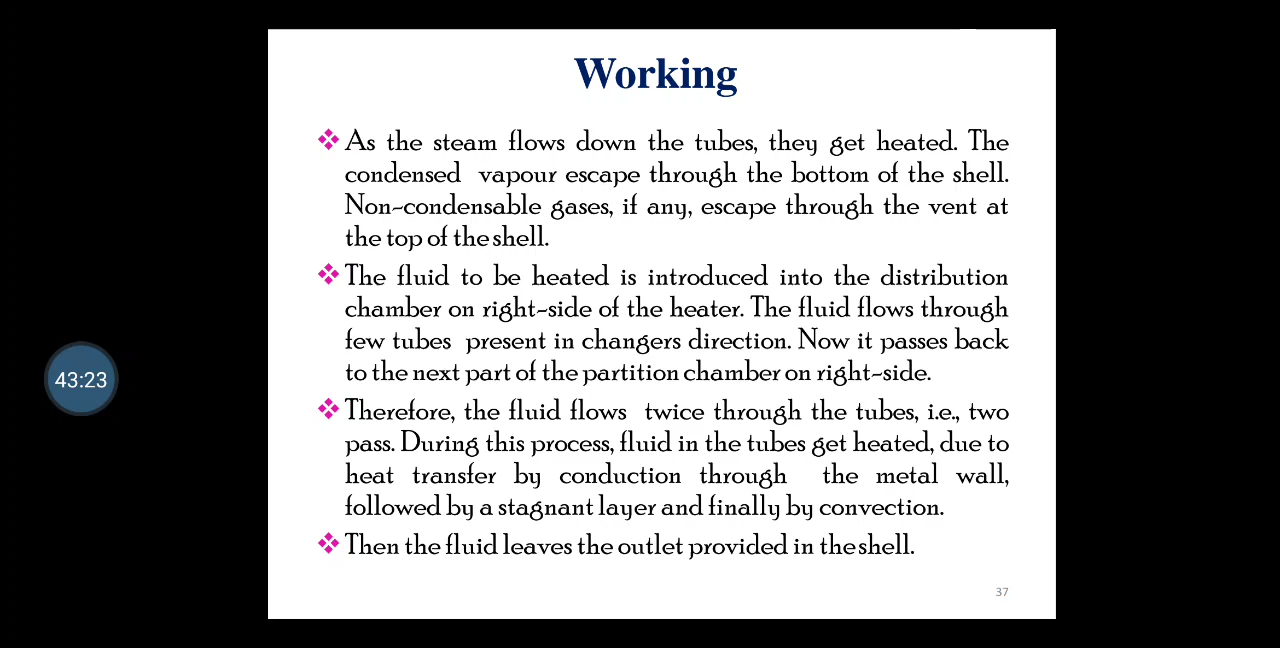 Working
❖ As the steam flows down the tubes, they get heated. The
condensed vapour escape through the bottom of the shell.
Non-condensable gases, if any, escape through the vent at
the top of the shell.
❖ The fluid to be heated is introduced into the distribution
chamber on right-side of the heater. The fluid flows through
few tubes present in changers direction. Now it passes back
to the next part of the partition chamber on right-side.
❖ Therefore, the fluid flows twice through the tubes, i.e., two
pass. During this process, fluid in the tubes get heated, due to
heat transfer by conduction through the metal wall,
followed by a stagnant layer and finally by convection.
❖ Then the fluid leaves the outlet provided in the shell.
43:23
37